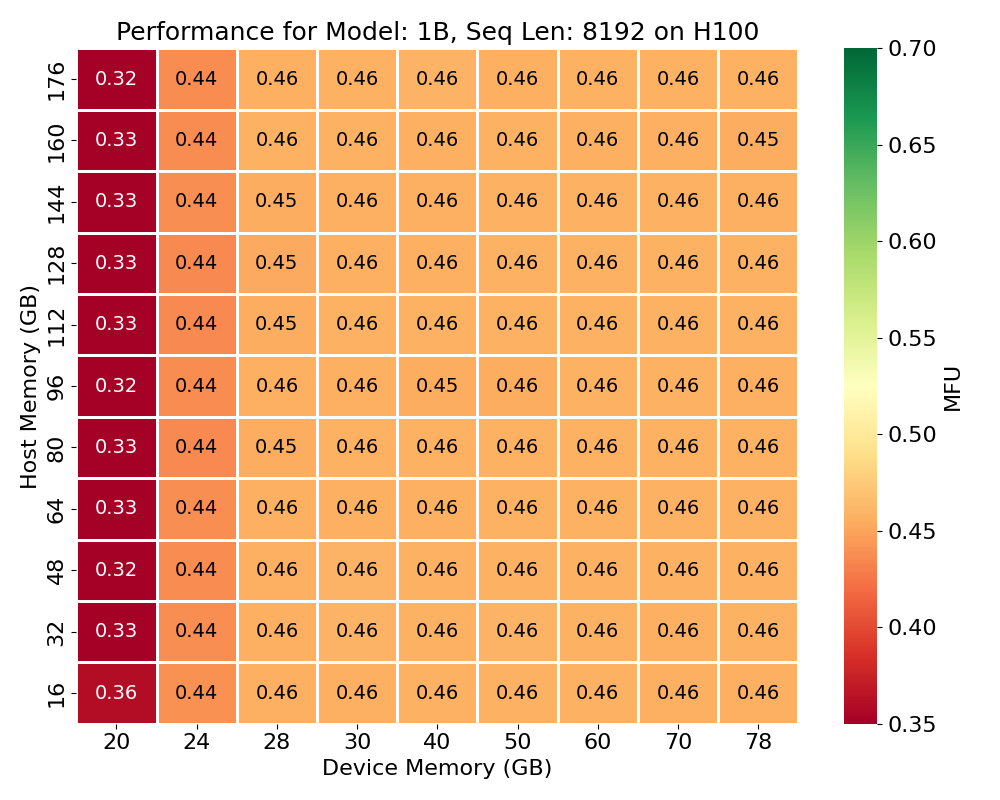 Performance for Model: 1B, Seq Len: 8192 on H100
176 0.32 0.44 0.46 0.46 0.46 0.46 0.46 0.46 0.46
160 0.33 0.44 0.46 0.46 0.46 0.46 0.46 0.46 0.45
144 0.33 0.44 0.45 0.46 0.46 0.46 0.46 0.46 0.46
128 0.33 0.44 0.45 0.46 0.46 0.46 0.46 0.46 0.46
112 0.33 0.44 0.45 0.46 0.46 0.46 0.46 0.46 0.46
96 0.32 0.44 0.46 0.46 0.45 0.46 0.46 0.46 0.46
80 0.33 0.44 0.45 0.46 0.46 0.46 0.46 0.46 0.46
64 0.33 0.44 0.46 0.46 0.46 0.46 0.46 0.46 0.46
48 0.32 0.44 0.46 0.46 0.46 0.46 0.46 0.46 0.46
32 0.33 0.44 0.46 0.46 0.46 0.46 0.46 0.46 0.46
16 0.36 0.44 0.46 0.46 0.46 0.46 0.46 0.46 0.46
20 24 28 30 40 50 60 70 78
Device Memory (GB)
Host Memory (GB)
0.70
0.65
0.60
0.55
0.50
0.45
0.40
0.35
MFU